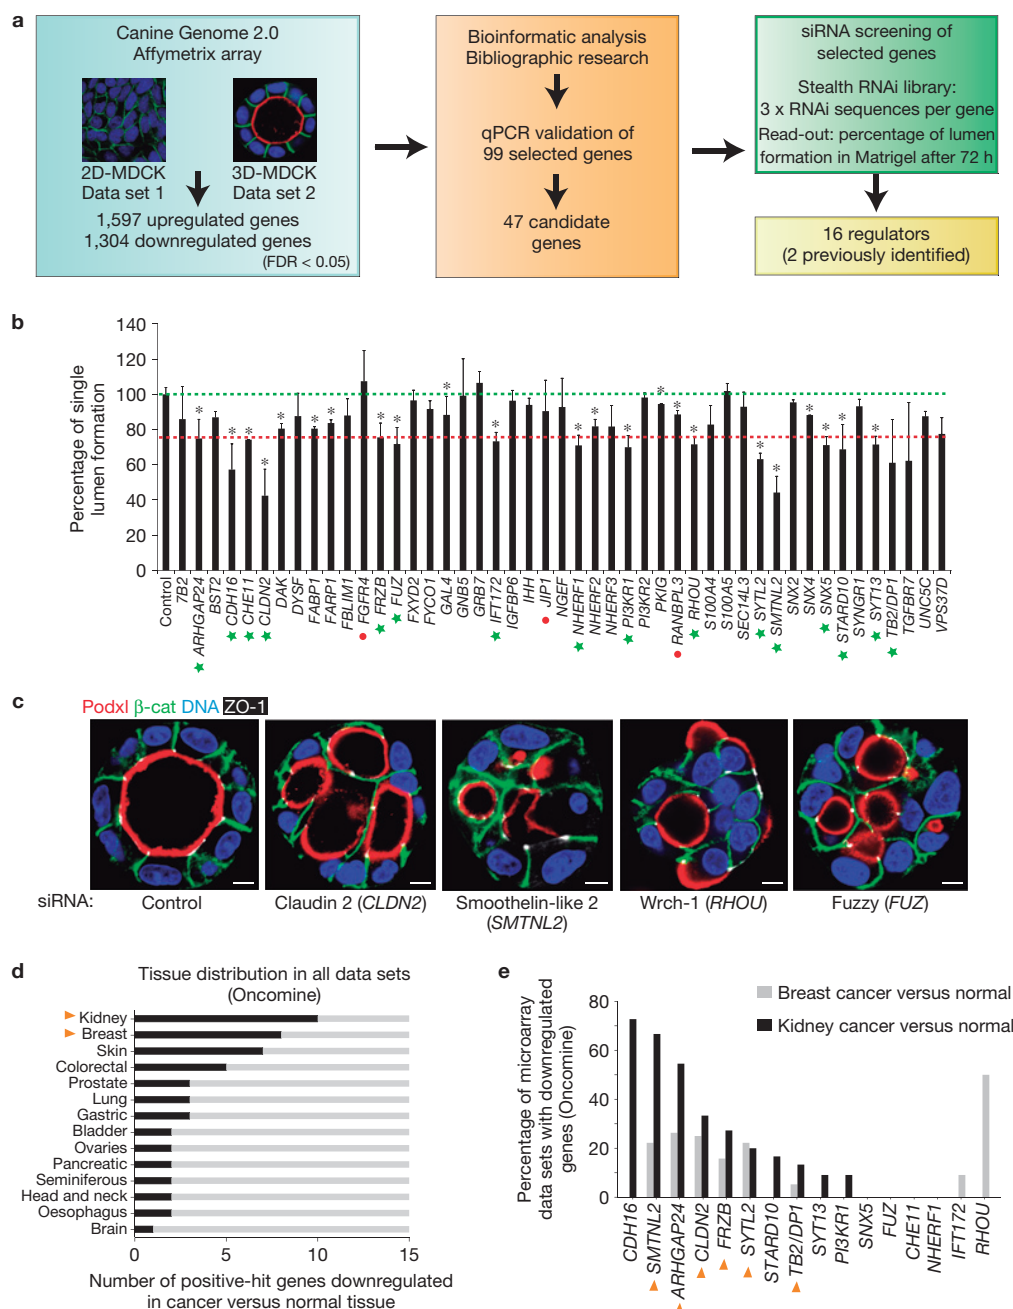 a
Canine Genome 2.0
Affymetrix array
2D-MDCK
Data set 1
3D-MDCK
Data set 2
1,597 upregulated genes
1,304 downregulated genes
(FDR < 0.05)
Bioinformatic analysis
Bibliographic research
qPCR validation of
99 selected genes
47 candidate
genes
siRNA screening of
selected genes
Stealth RNAi library:
3 x RNAi sequences per gene
Read-out: percentage of lumen
formation in Matrigel after 72 h
16 regulators
(2 previously identified)
b
Percentage of single
lumen formation
140
120
100
80
60
40
20
0
Control
7B2
ARHGAP24
BST2
CDH16
CHE11
CLDN2
DAK
DYSF
FABP1
FARP1
FBLIM1
FGFR4
FRZB
FUZ
FXYD2
FYCO1
GAL4
GNB5
GRB7
IFT172
IGFBP6
IHH
JIP1
NGEF
NHERF1
NHERF2
NHERF3
PI3KR1
PI3KR2
PKIG
RANBPL3
RHOU
S100A4
S100A5
SEC14L3
SYTL2
SMTNL2
SNX2
SNX4
SNX5
STARD10
SYNGR1
SYT13
TB2/DP1
TGFBR7
UNC5C
VPS37D
c
Podxl β-cat DNA ZO-1
siRNA:
Control
Claudin 2 (CLDN2)
Smoothelin-like 2
(SMTNL2)
Wrch-1 (RHOU)
Fuzzy (FUZ)
d
Tissue distribution in all data sets
(Oncomine)
Kidney
Breast
Skin
Colorectal
Prostate
Lung
Gastric
Bladder
Ovaries
Pancreatic
Seminiferous
Head and neck
Oesophagus
Brain
0 5 10 15
Number of positive-hit genes downregulated
in cancer versus normal tissue
e
Percentage of microarray
data sets with downregulated
genes (Oncomine)
Breast cancer versus normal
Kidney cancer versus normal
80
60
40
20
0
CDH16
SMTNL2
ARHGAP24
CLDN2
FRZB
SYTL2
STARD10
TB2/DP1
SYT13
PI3KR1
SNX5
FUZ
CHE11
NHERF1
IFT172
RHOU